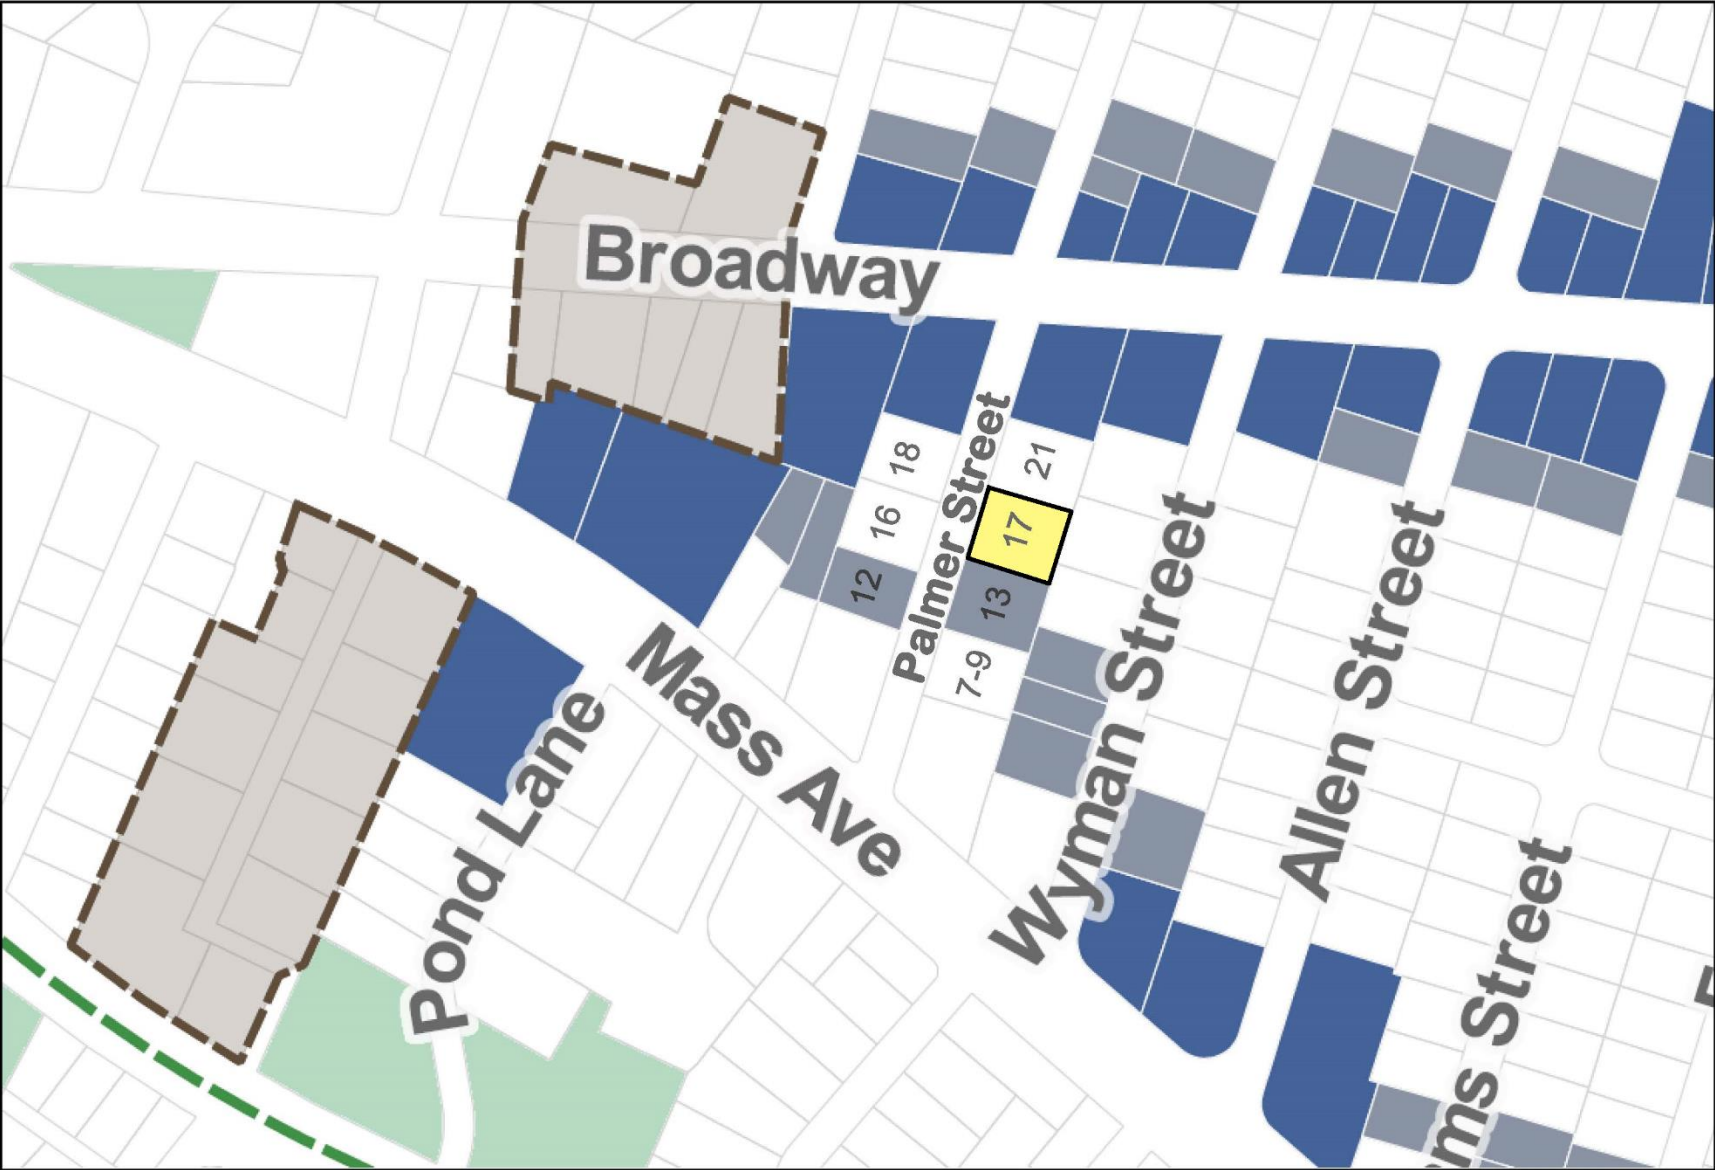 Broadway
18
21
16
17
Palmer Street
12
13
7-9
Mass Ave
Pond Lane
Wyman Street
Allen Street
ms Street